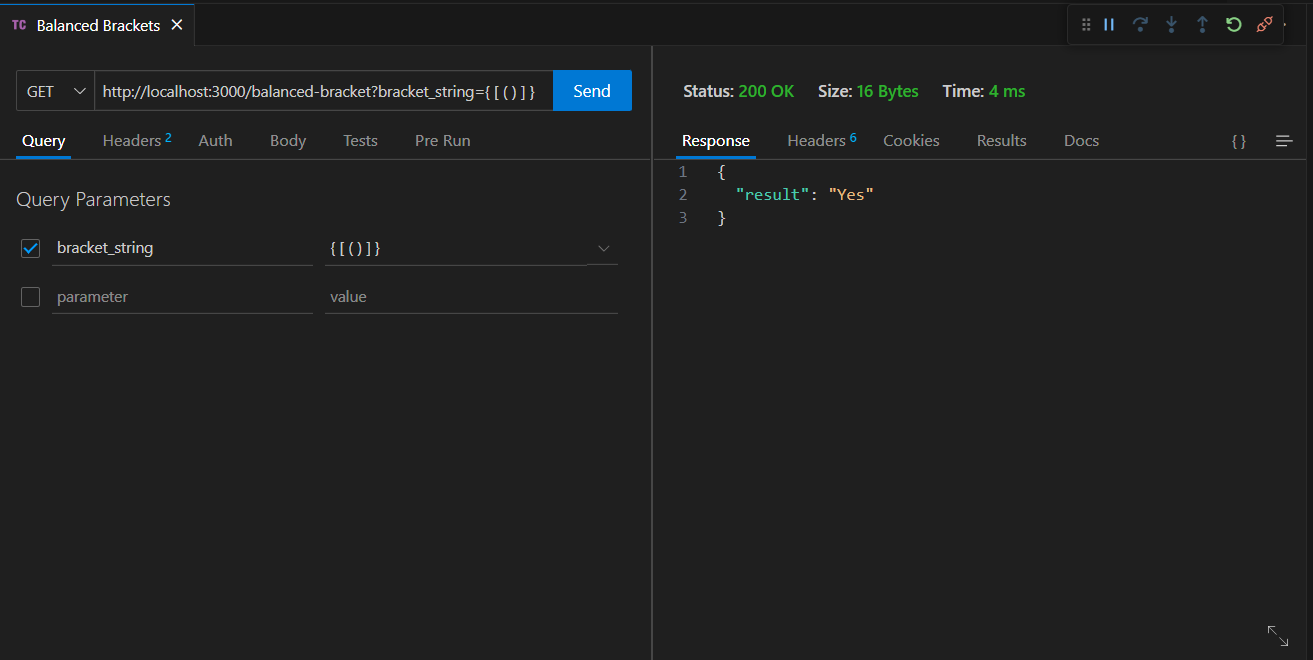 TC Balanced Brackets
GET http://localhost:3000/balanced-bracket?bracket_string={[()]} Send
Query Headers 2 Auth Body Tests Pre Run
Query Parameters
bracket_string {[()]}
parameter value
Status: 200 OK Size: 16 Bytes Time: 4 ms
Response Headers 6 Cookies Results Docs { }
1 {
2 "result": "Yes"
3 }